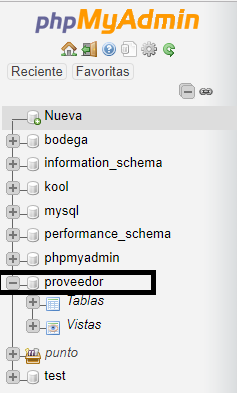 phpMyAdmin
Reciente Favoritas
Nueva
bodega
information_schema
kool
mysql
performance_schema
phpmyadmin
proveedor
Tablas
Vistas
punto
test